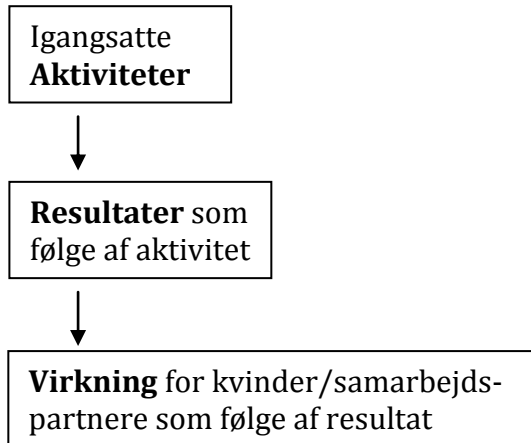 Igangsatte
Aktiviteter
Resultater som
følge af aktivitet
Virkning for kvinder/samarbejds-
partnere som følge af resultat